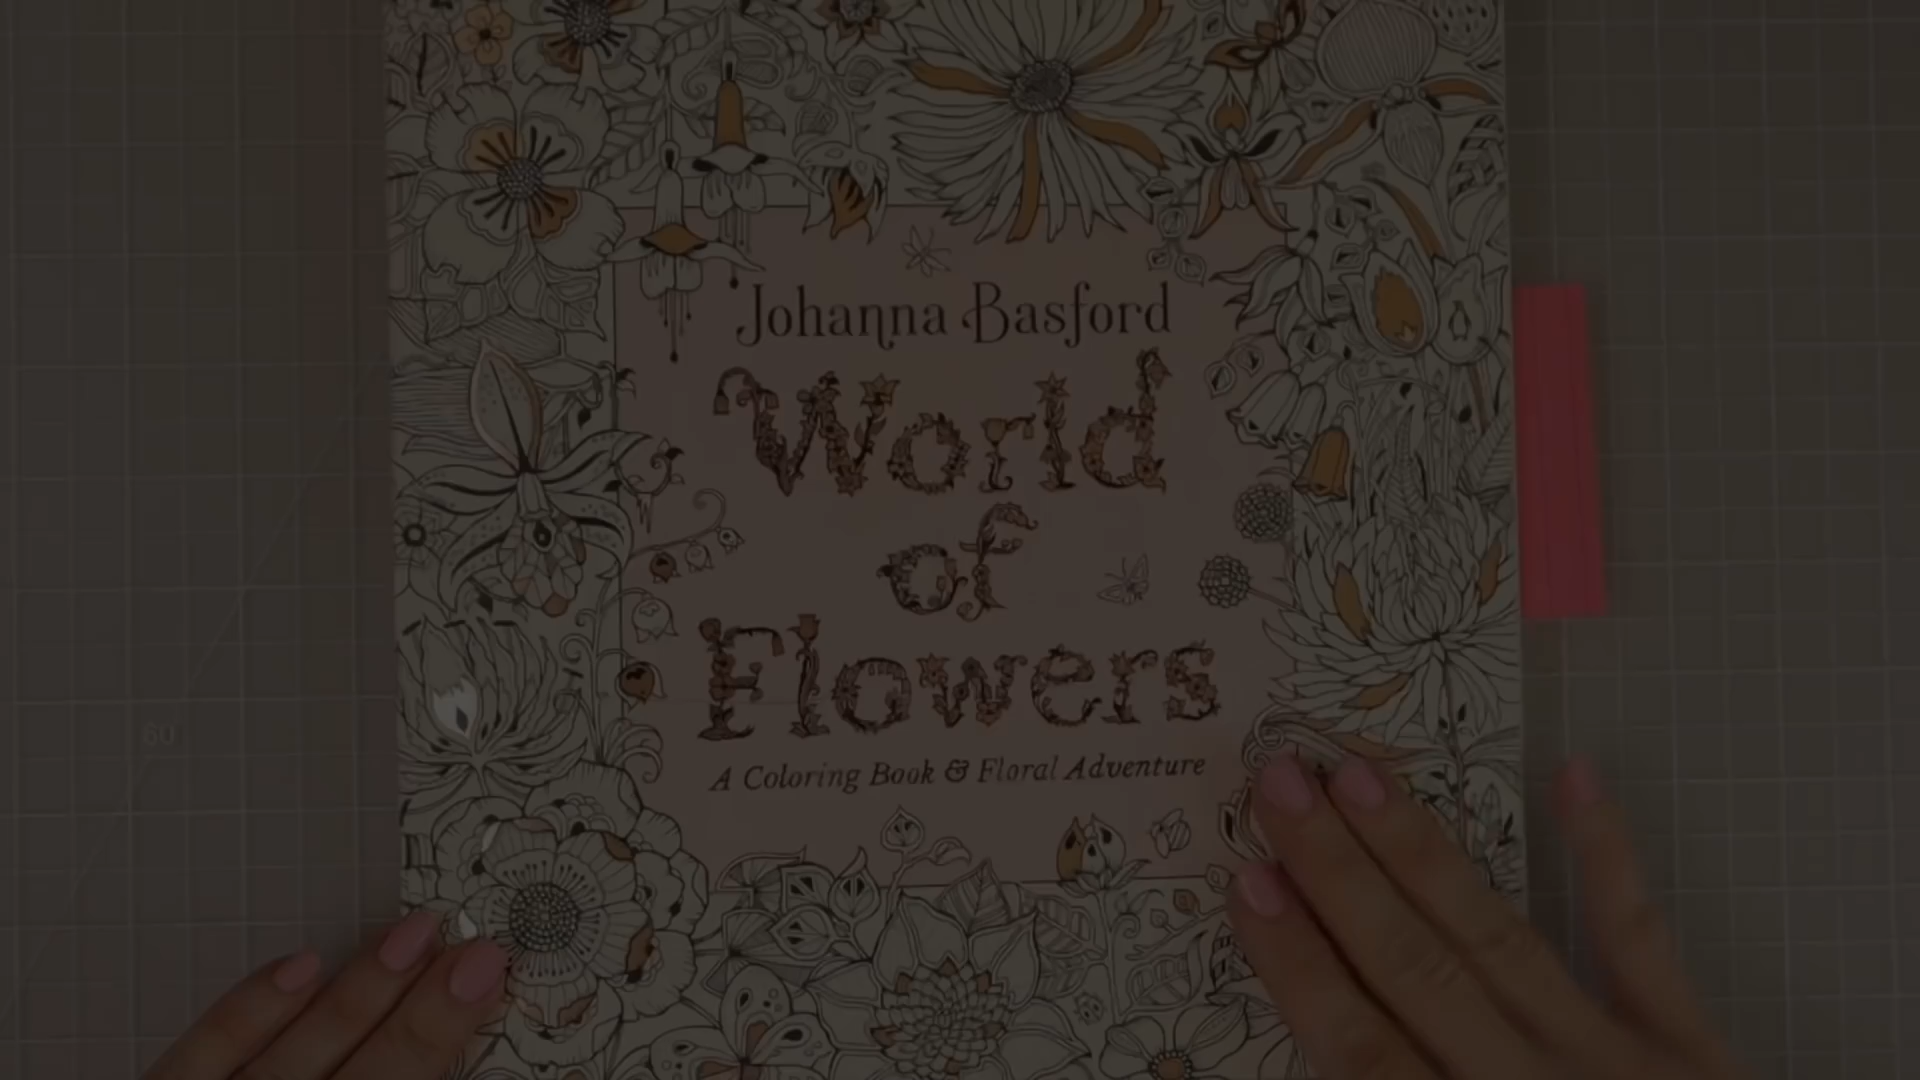 Johanna Basford
World
of
Flowers
A Coloring Book & Floral Adventure